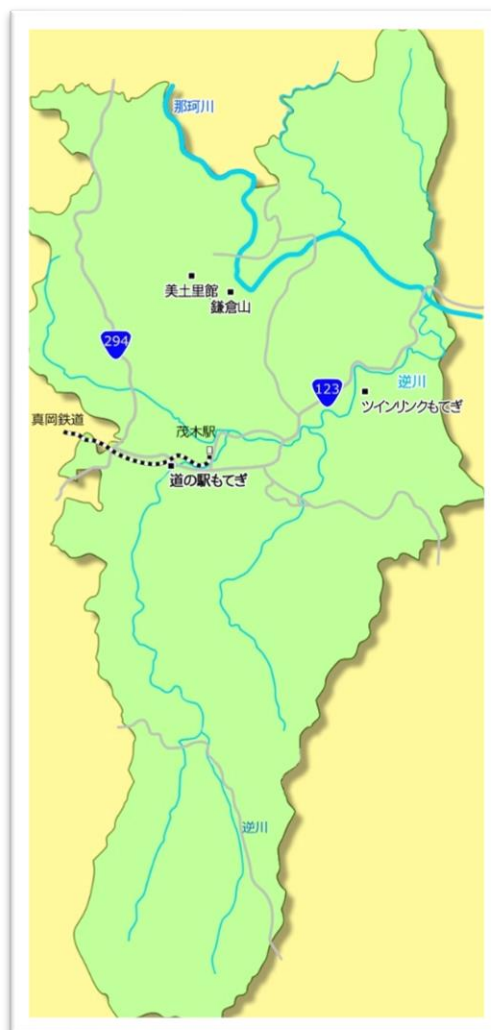 那珂川
美土里館
鎌倉山
294
123
逆川
ツインリンクもてぎ
真岡鉄道
茂木駅
道の駅もてぎ
逆川